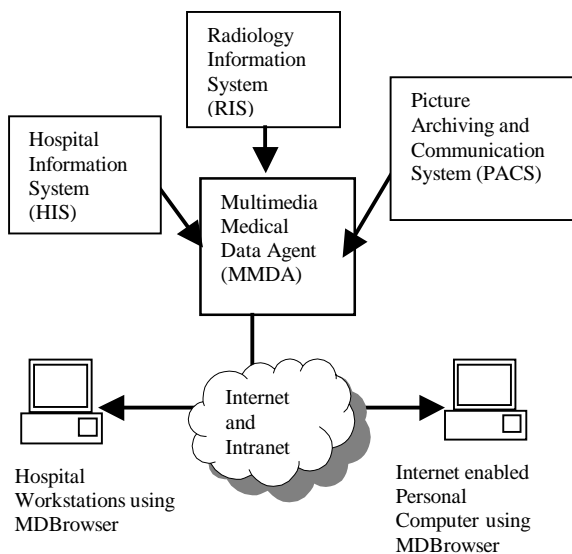 Radiology
Information
System
(RIS)
Picture
Archiving and
Communication
System (PACS)
Hospital
Information
System
(HIS)
Multimedia
Medical
Data Agent
(MMDA)
Internet
and
Intranet
Hospital
Workstations using
MDBrowser
Internet enabled
Personal
Computer using
MDBrowser